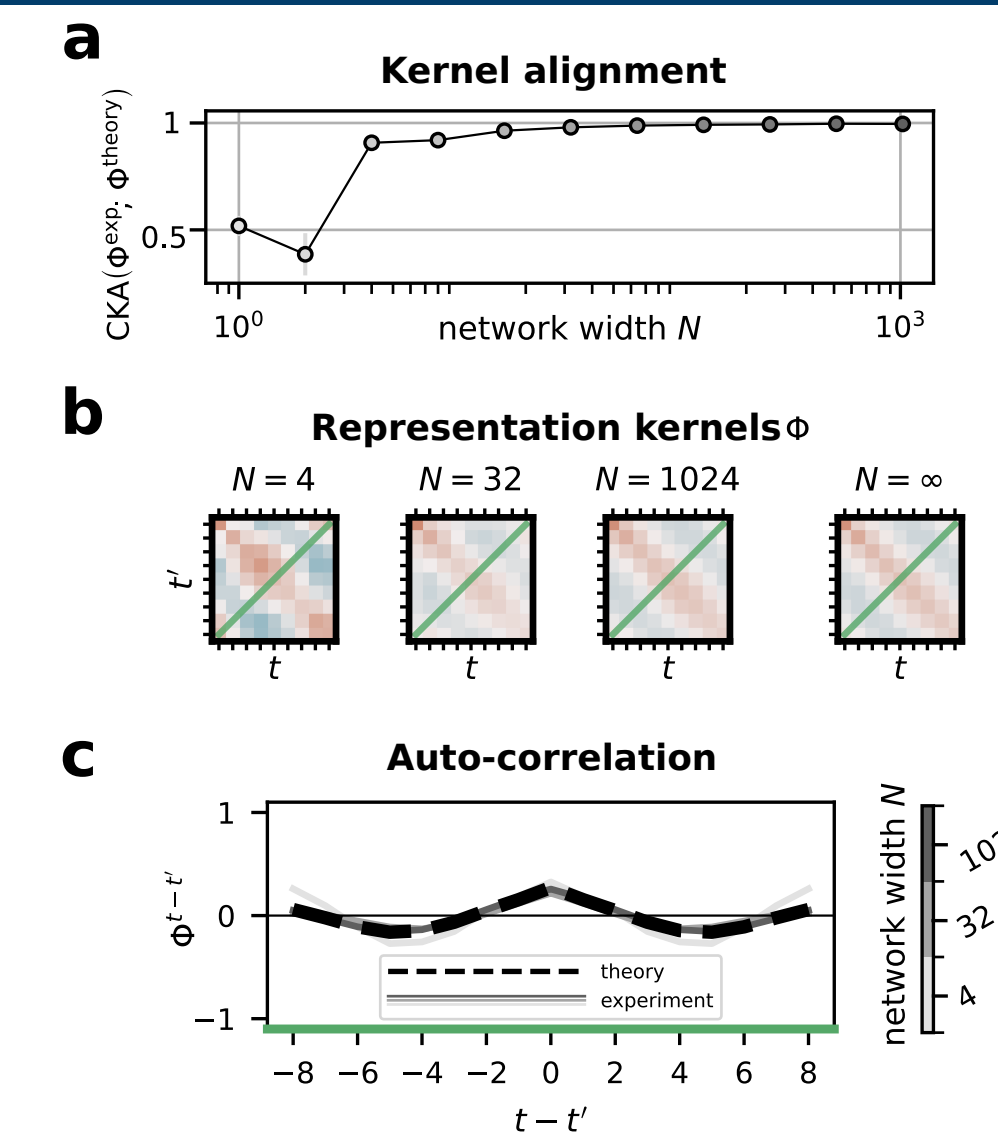 a
Kernel alignment
CKA(Φ^exp, Φ^theory)
1
0.5
10^0
network width N
10^3
b
Representation kernels Φ
N = 4
N = 32
N = 1024
N = ∞
t′
t
t
t
t
c
Auto-correlation
Φ^{t−t′}
1
0
−1
theory
experiment
−8 −6 −4 −2 0 2 4 6 8
t − t′
network width N
32
4